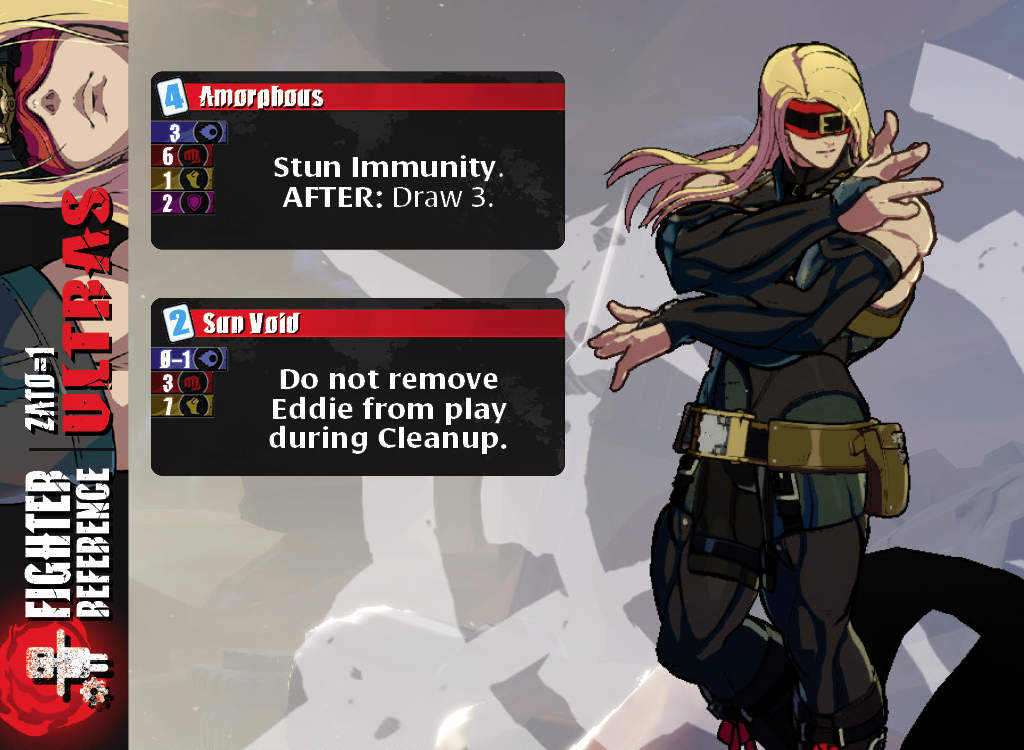 4 Amorphous
3
6
1
2
Stun Immunity.
AFTER: Draw 3.
2 Sun Void
0-1
3
7
Do not remove
Eddie from play
during Cleanup.
FIGHTER
REFERENCE
ZATO=1
ULTRAS